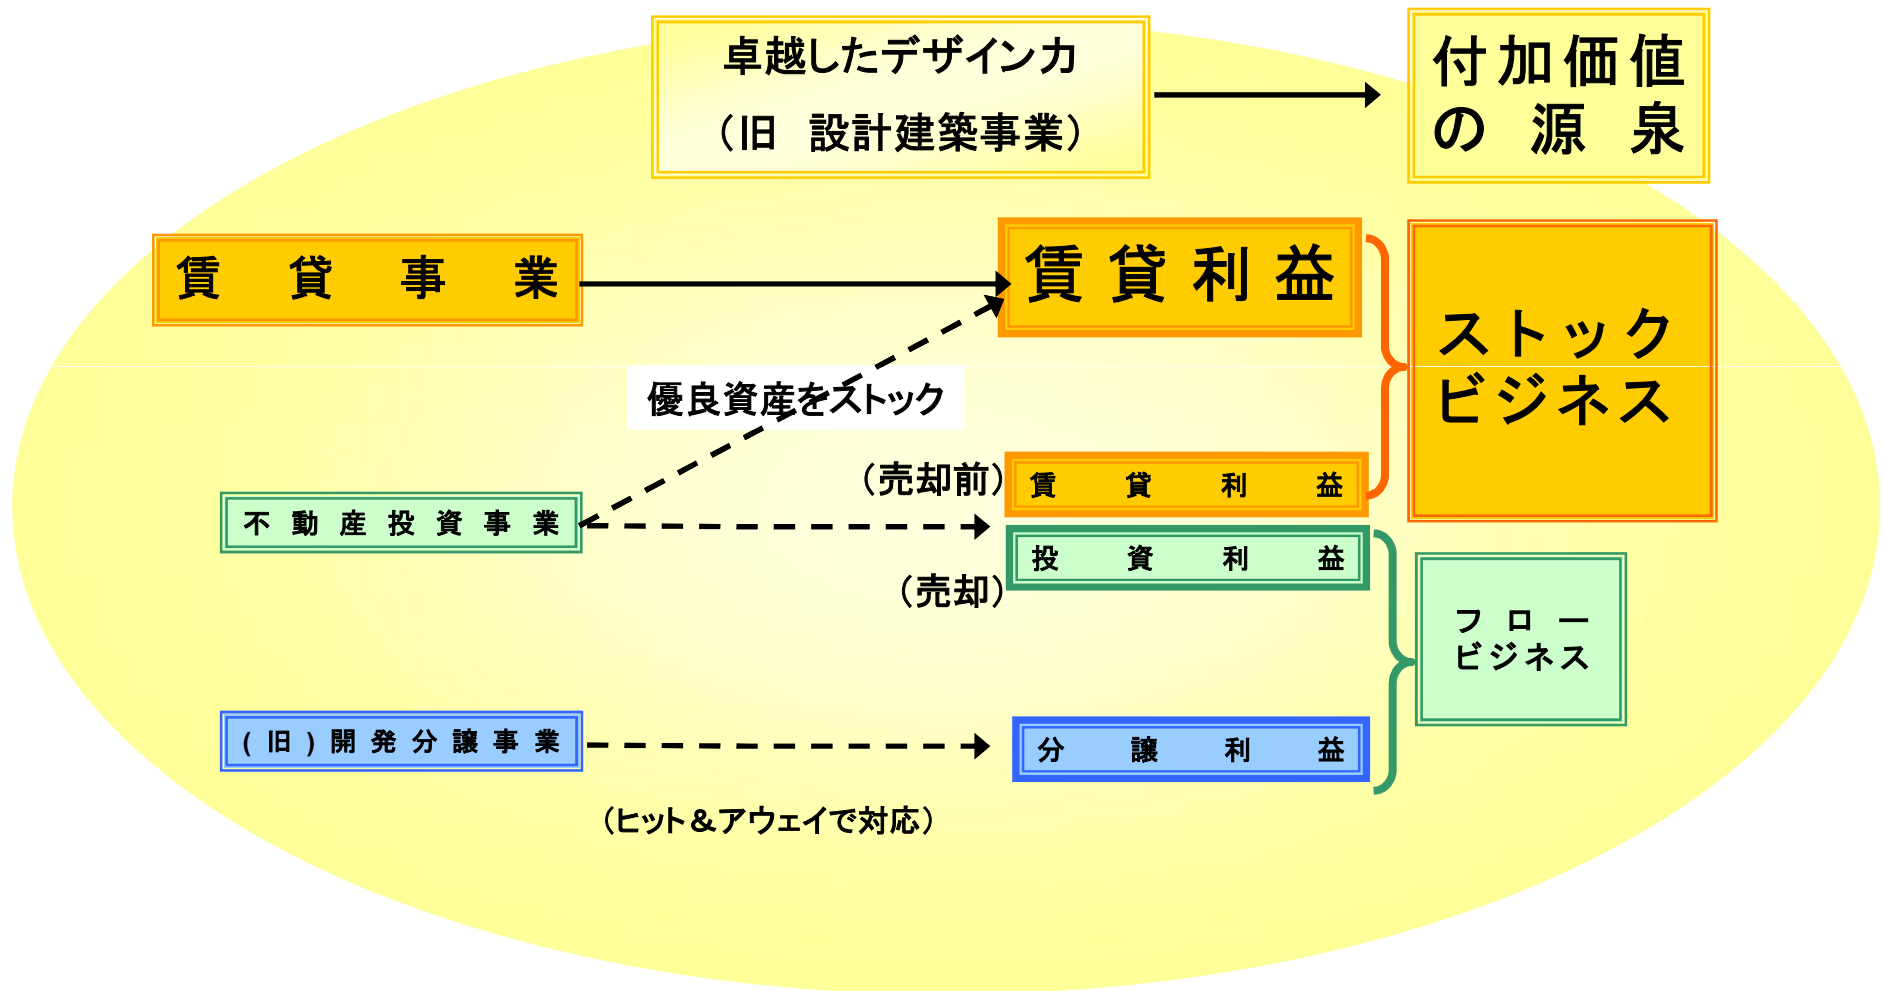 卓越したデザイン力
（旧　設計建築事業）
付加価値
の源泉
賃貸事業
賃貸利益
ストック
ビジネス
優良資産をストック
（売却前）
賃貸利益
不動産投資事業
投資利益
（売却）
フロー
ビジネス
(旧)開発分譲事業
分譲利益
（ヒット＆アウェイで対応）